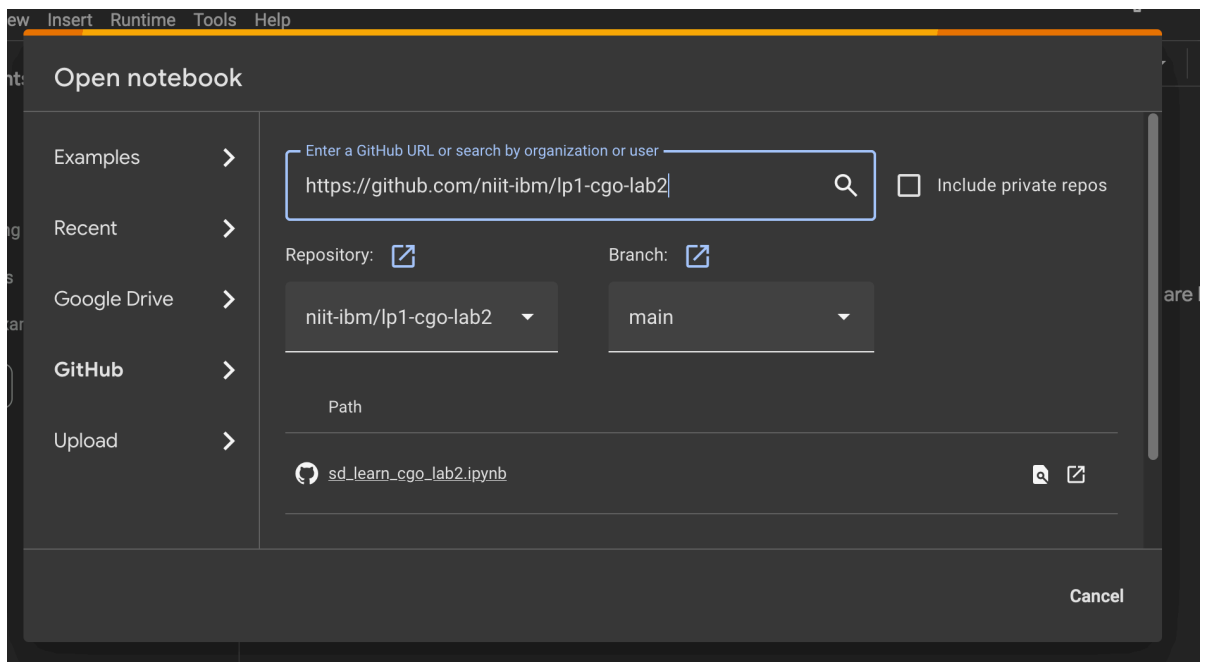 Insert Runtime Tools Help
Open notebook
Examples
Recent
Google Drive
GitHub
Upload
Enter a GitHub URL or search by organization or user
https://github.com/niit-ibm/lp1-cgo-lab2
Include private repos
Repository:
Branch:
niit-ibm/lp1-cgo-lab2
main
are
Path
sd_learn_cgo_lab2.ipynb
Cancel